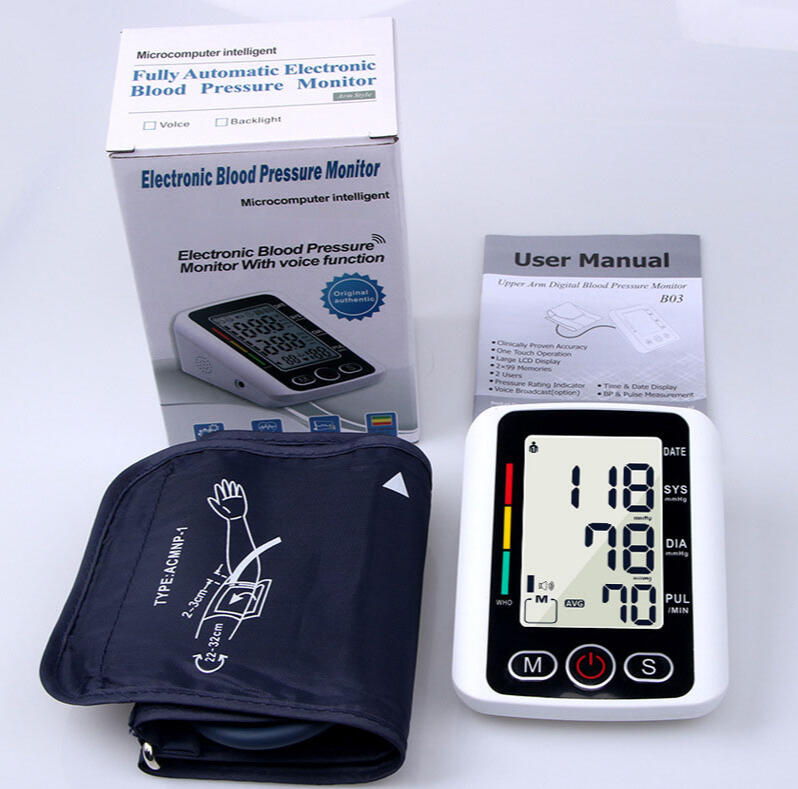 Microcomputer intelligent
Fully Automatic Electronic
Blood Pressure Monitor
Arm Style
Voice Backlight
Electronic Blood Pressure Monitor
Microcomputer intelligent
Electronic Blood Pressure
Monitor With voice function
Original
authentic
User Manual
Upper Arm Digital Blood Pressure Monitor
B03
• Clinically Proven Accuracy
• One Touch Operation
• Large LCD Display
• 2×99 Memories
• 2 Users
• Pressure Rating Indicator
• Voice Broadcast(option)
• Time & Date Display
• BP & Pulse Measurement
TYPE:ACMNP-1
2~3cm
22-32cm
DATE
118
SYS
mmHg
mmHg
78
DIA
mmHg
mmHg
70
PUL
/MIN
WHO
M
AVG
M
S